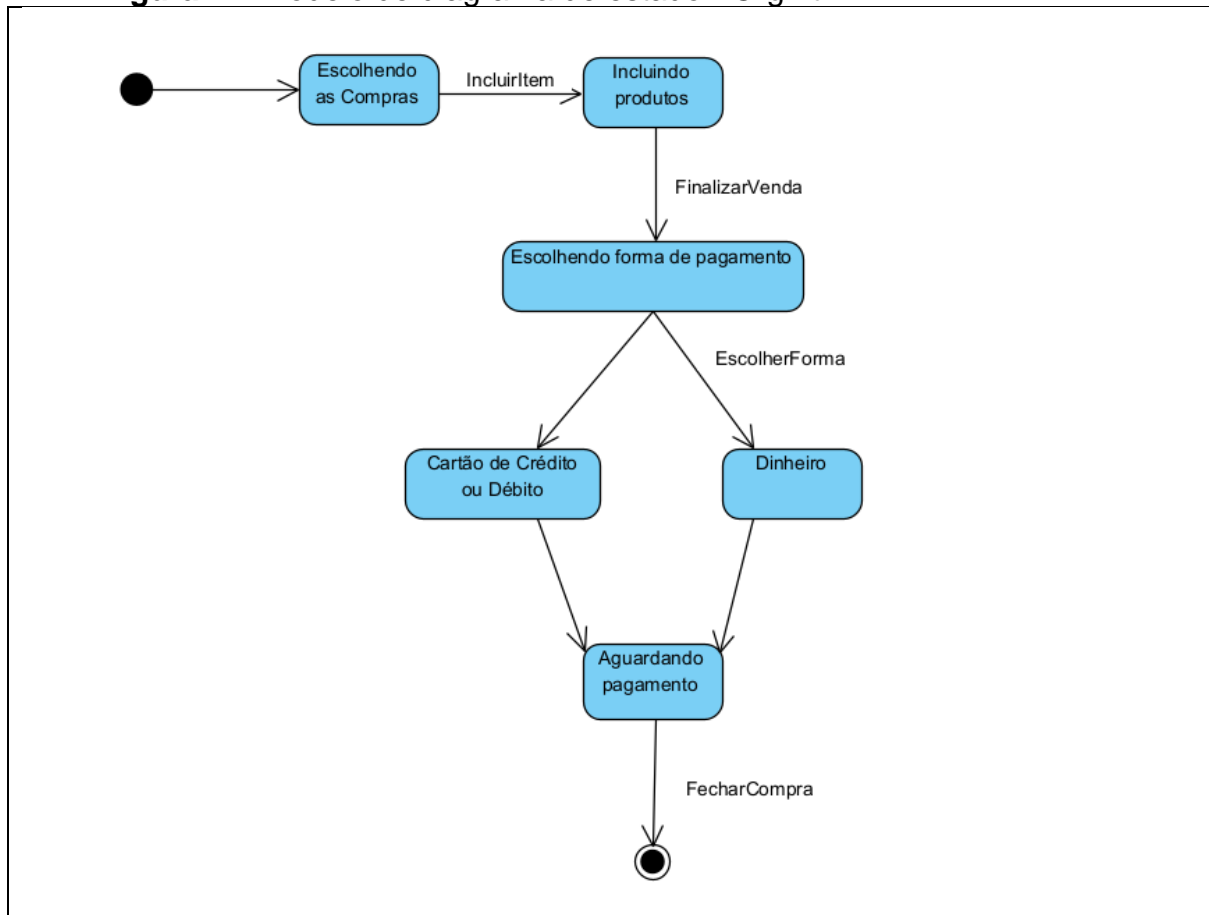 Escolhendo
as Compras
IncluirItem
Incluindo
produtos
FinalizarVenda
Escolhendo forma de pagamento
EscolherForma
Cartão de Crédito
ou Débito
Dinheiro
Aguardando
pagamento
FecharCompra